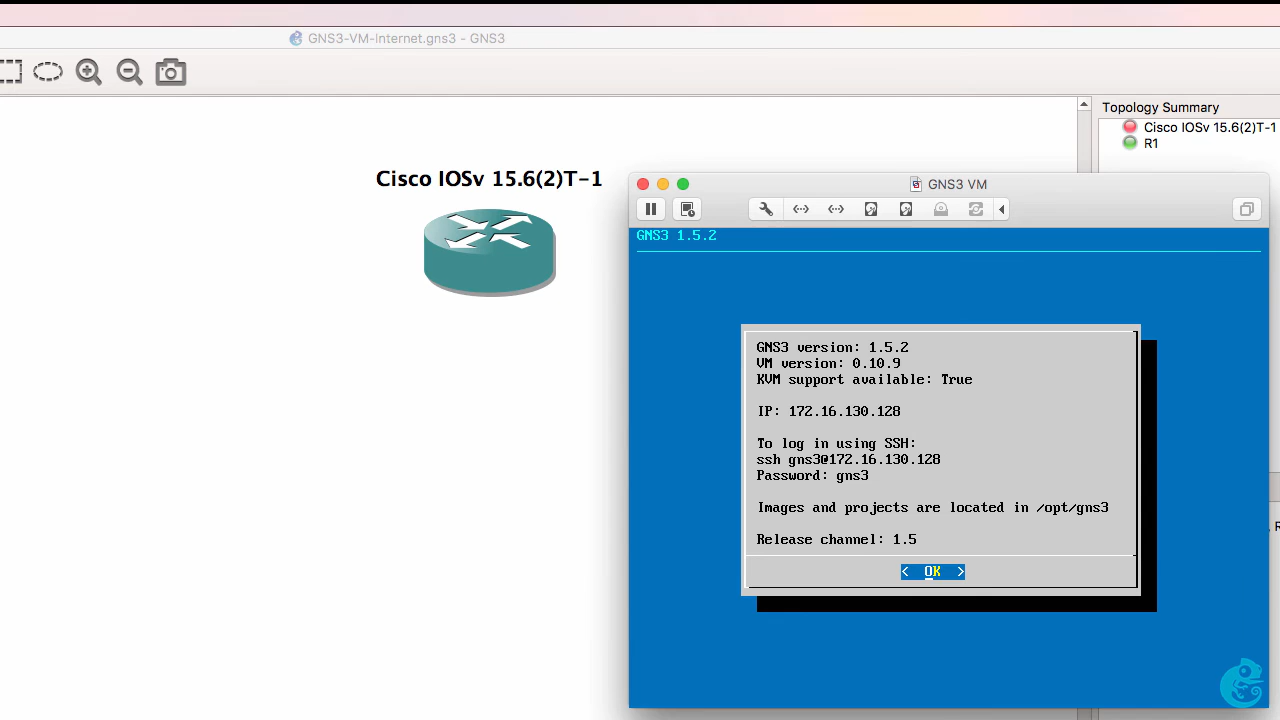 GNS3-VM-Internet.gns3 - GNS3
Topology Summary
Cisco IOSv 15.6(2)T-1
R1
Cisco IOSv 15.6(2)T-1
GNS3 VM
GNS3 1.5.2
GNS3 version: 1.5.2
VM version: 0.10.9
KVM support available: True
IP: 172.16.130.128
To log in using SSH:
ssh gns3@172.16.130.128
Password: gns3
Images and projects are located in /opt/gns3
Release channel: 1.5
< OK >
, R